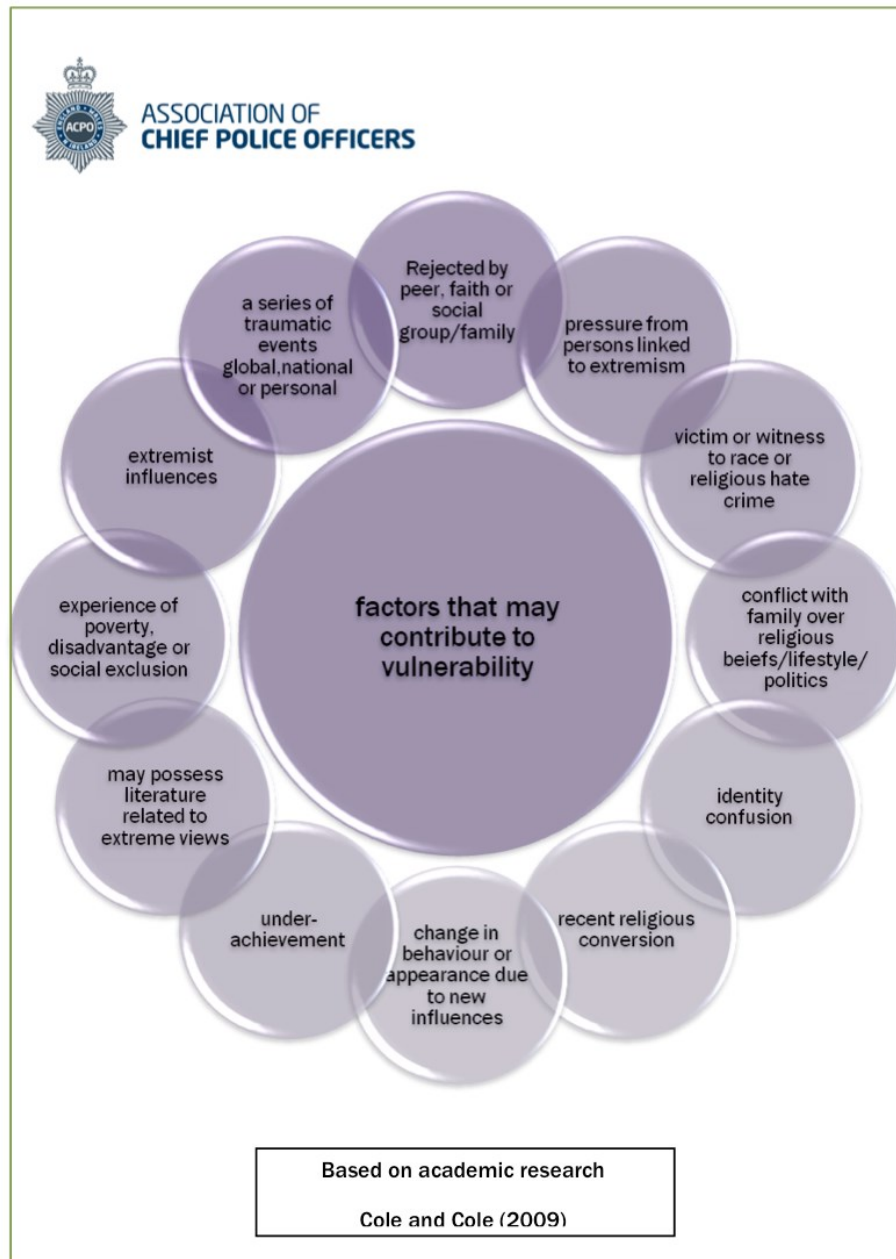 ASSOCIATION OF
CHIEF POLICE OFFICERS
ACPO
Rejected by
peer, faith or
social
group/family
pressure from
persons linked
to extremism
victim or witness
to race or
religious hate
crime
conflict with
family over
religious
beiefs/lifestyle/
politics
identity
confusion
recent religious
conversion
change in
behaviour or
appearance due
to new
influences
under-
achievement
may possess
literature
related to
extreme views
experience of
poverty,
disadvantage or
social exclusion
extremist
influences
a series of
traumatic
events
global,national
or personal
factors that may
contribute to
vulnerability
Based on academic research
Cole and Cole (2009)